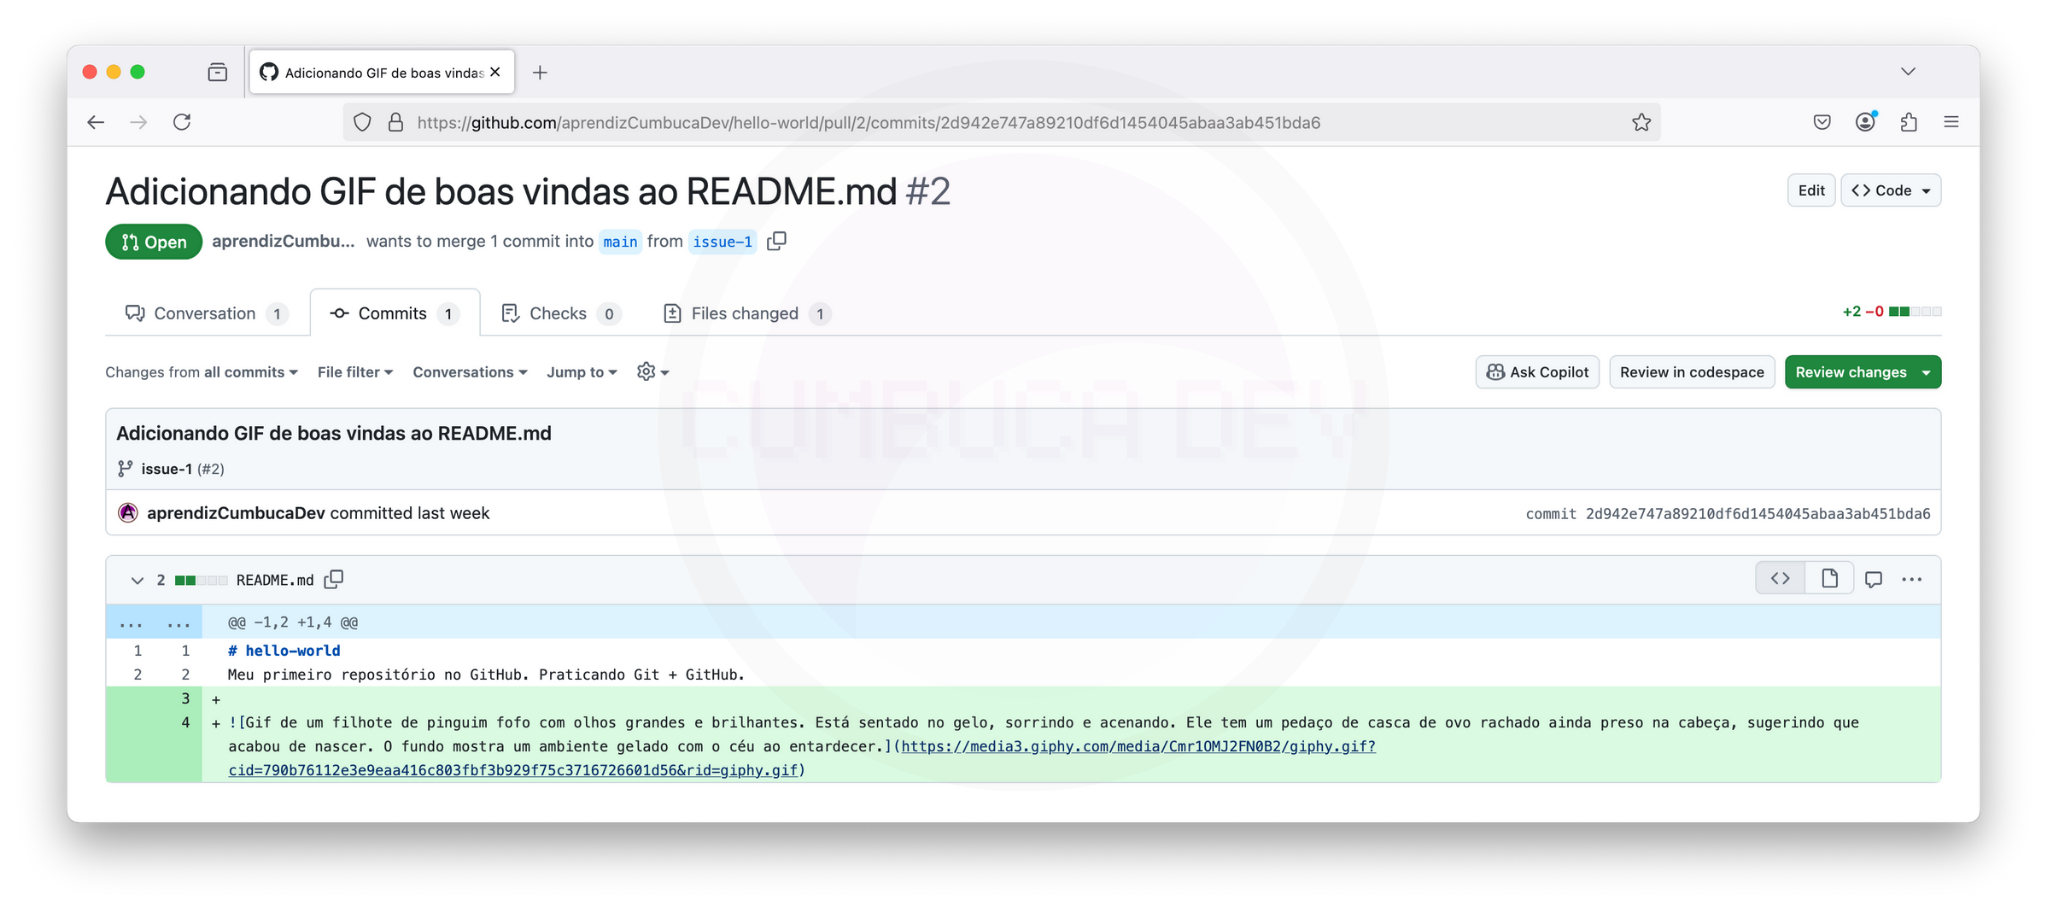 Adicionando GIF de boas vindas
https://github.com/aprendizCumbucaDev/hello-world/pull/2/commits/2d942e747a89210df6d1454045abaa3ab451bda6
Adicionando GIF de boas vindas ao README.md #2
Edit
Code
Open
aprendizCumbu... wants to merge 1 commit into main from issue-1
Conversation 1
Commits 1
Checks 0
Files changed 1
+2 −0
Changes from all commits
File filter
Conversations
Jump to
Ask Copilot
Review in codespace
Review changes
CUMBUCA DEV
Adicionando GIF de boas vindas ao README.md
issue-1 (#2)
aprendizCumbucaDev committed last week
commit 2d942e747a89210df6d1454045abaa3ab451bda6
2 README.md
... ... @@ -1,2 +1,4 @@
1 1 # hello-world
2 2 Meu primeiro repositório no GitHub. Praticando Git + GitHub.
3 +
4 + ![Gif de um filhote de pinguim fofo com olhos grandes e brilhantes. Está sentado no gelo, sorrindo e acenando. Ele tem um pedaço de casca de ovo rachado ainda preso na cabeça, sugerindo que
acabou de nascer. O fundo mostra um ambiente gelado com o céu ao entardecer.](https://media3.giphy.com/media/Cmr1OMJ2FN0B2/giphy.gif?
cid=790b76112e3e9eaa416c803fbf3b929f75c3716726601d56&rid=giphy.gif)